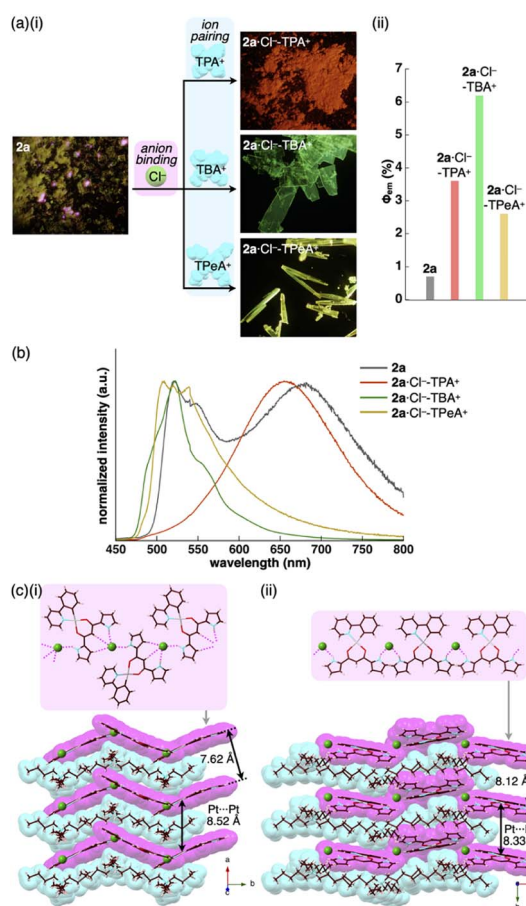 (a)(i)
ion
pairing
TPA⁺
2a·Cl⁻-TPA⁺
2a
anion
binding
Cl⁻
TBA⁺
2a·Cl⁻-TBA⁺
TPeA⁺
2a·Cl⁻-TPeA⁺
(ii)
7
6
5
4
3
2
1
0
Φem (%)
2a
2a·Cl⁻
-TPA⁺
2a·Cl⁻
-TBA⁺
2a·Cl⁻
-TPeA⁺
(b)
normalized intensity (a.u.)
2a
2a·Cl⁻-TPA⁺
2a·Cl⁻-TBA⁺
2a·Cl⁻-TPeA⁺
450 500 550 600 650 700 750 800
wavelength (nm)
(c)(i)
7.62 Å
Pt···Pt
8.52 Å
a
c
b
(ii)
8.12 Å
8.33